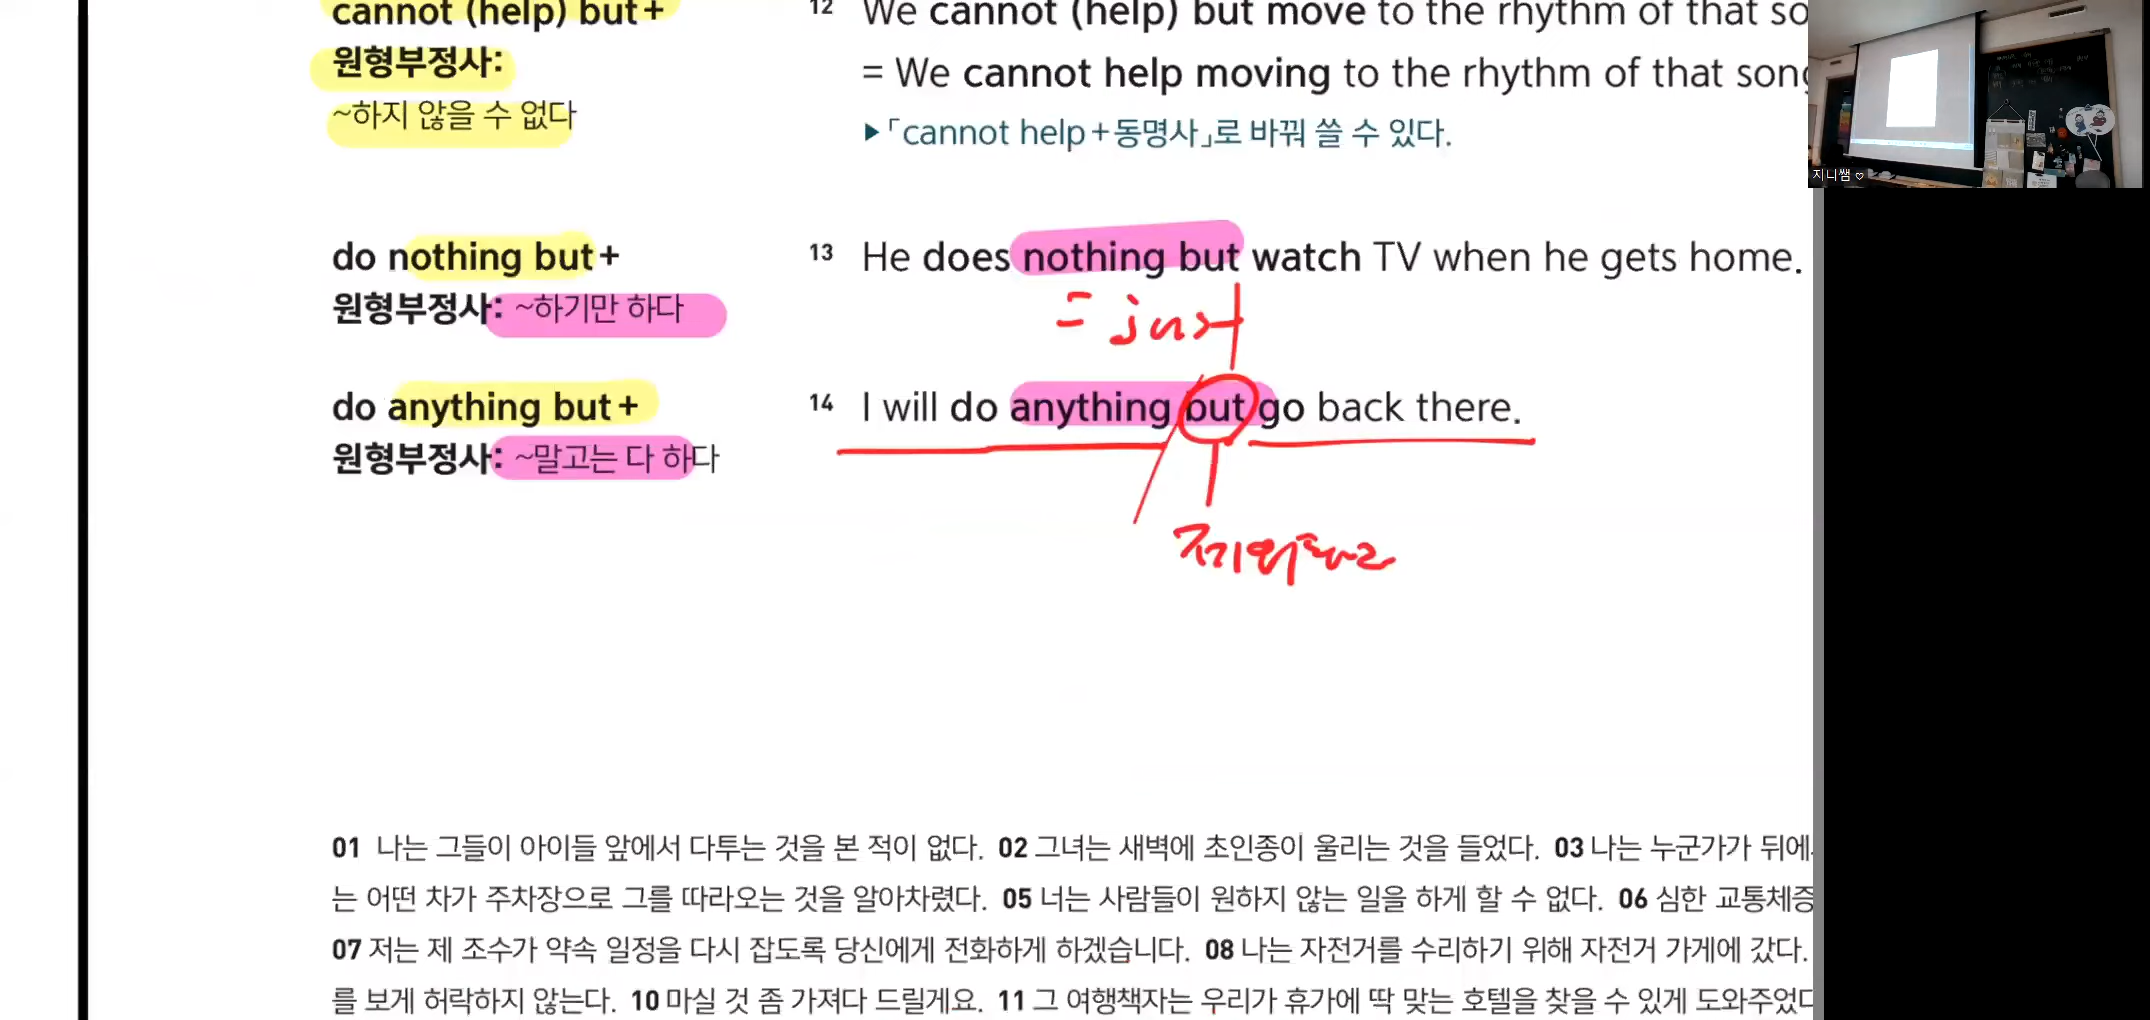 cannot (help) but+
원형부정사:
~하지 않을 수 없다
12 We cannot (help) but move to the rhythm of that so
= We cannot help moving to the rhythm of that song
▶「cannot help+동명사」로 바꿔 쓸 수 있다.
지니쌤 ♡
do nothing but+
원형부정사: ~하기만 하다
13 He does nothing but watch TV when he gets home.
= just
do anything but+
원형부정사: ~말고는 다 하다
14 I will do anything but go back there.
제외하고
01 나는 그들이 아이들 앞에서 다투는 것을 본 적이 없다. 02 그녀는 새벽에 초인종이 울리는 것을 들었다. 03 나는 누군가가 뒤에
는 어떤 차가 주차장으로 그를 따라오는 것을 알아차렸다. 05 너는 사람들이 원하지 않는 일을 하게 할 수 없다. 06 심한 교통체증
07 저는 제 조수가 약속 일정을 다시 잡도록 당신에게 전화하게 하겠습니다. 08 나는 자전거를 수리하기 위해 자전거 가게에 갔다.
를 보게 허락하지 않는다. 10 마실 것 좀 가져다 드릴게요. 11 그 여행책자는 우리가 휴가에 딱 맞는 호텔을 찾을 수 있게 도와주었다